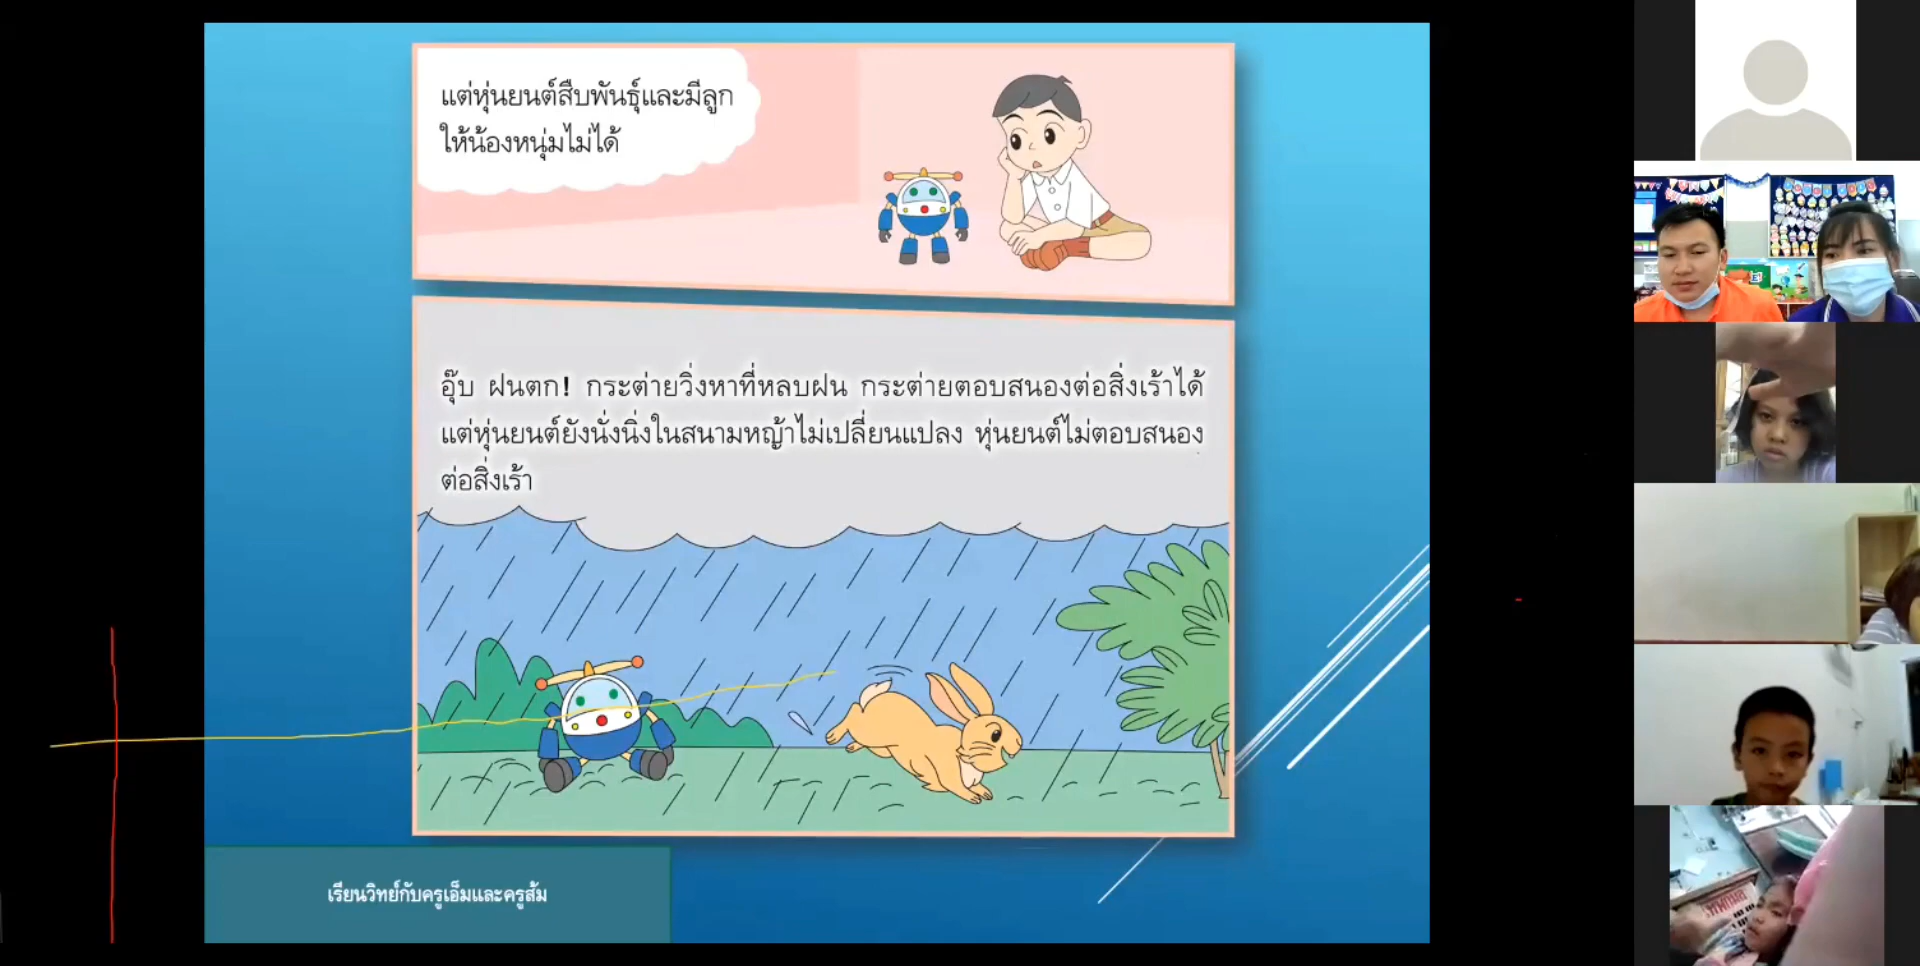 แต่หุ่นยนต์สืบพันธุ์และมีลูก
ให้น้องหนุ่มไม่ได้
อุ๊บ ฝนตก! กระต่ายวิ่งหาที่หลบฝน กระต่ายตอบสนองต่อสิ่งเร้าได้
แต่หุ่นยนต์ยังนั่งนิ่งในสนามหญ้าไม่เปลี่ยนแปลง หุ่นยนต์ไม่ตอบสนอง
ต่อสิ่งเร้า
เรียนวิทย์กับครูเอ็มและครูส้ม